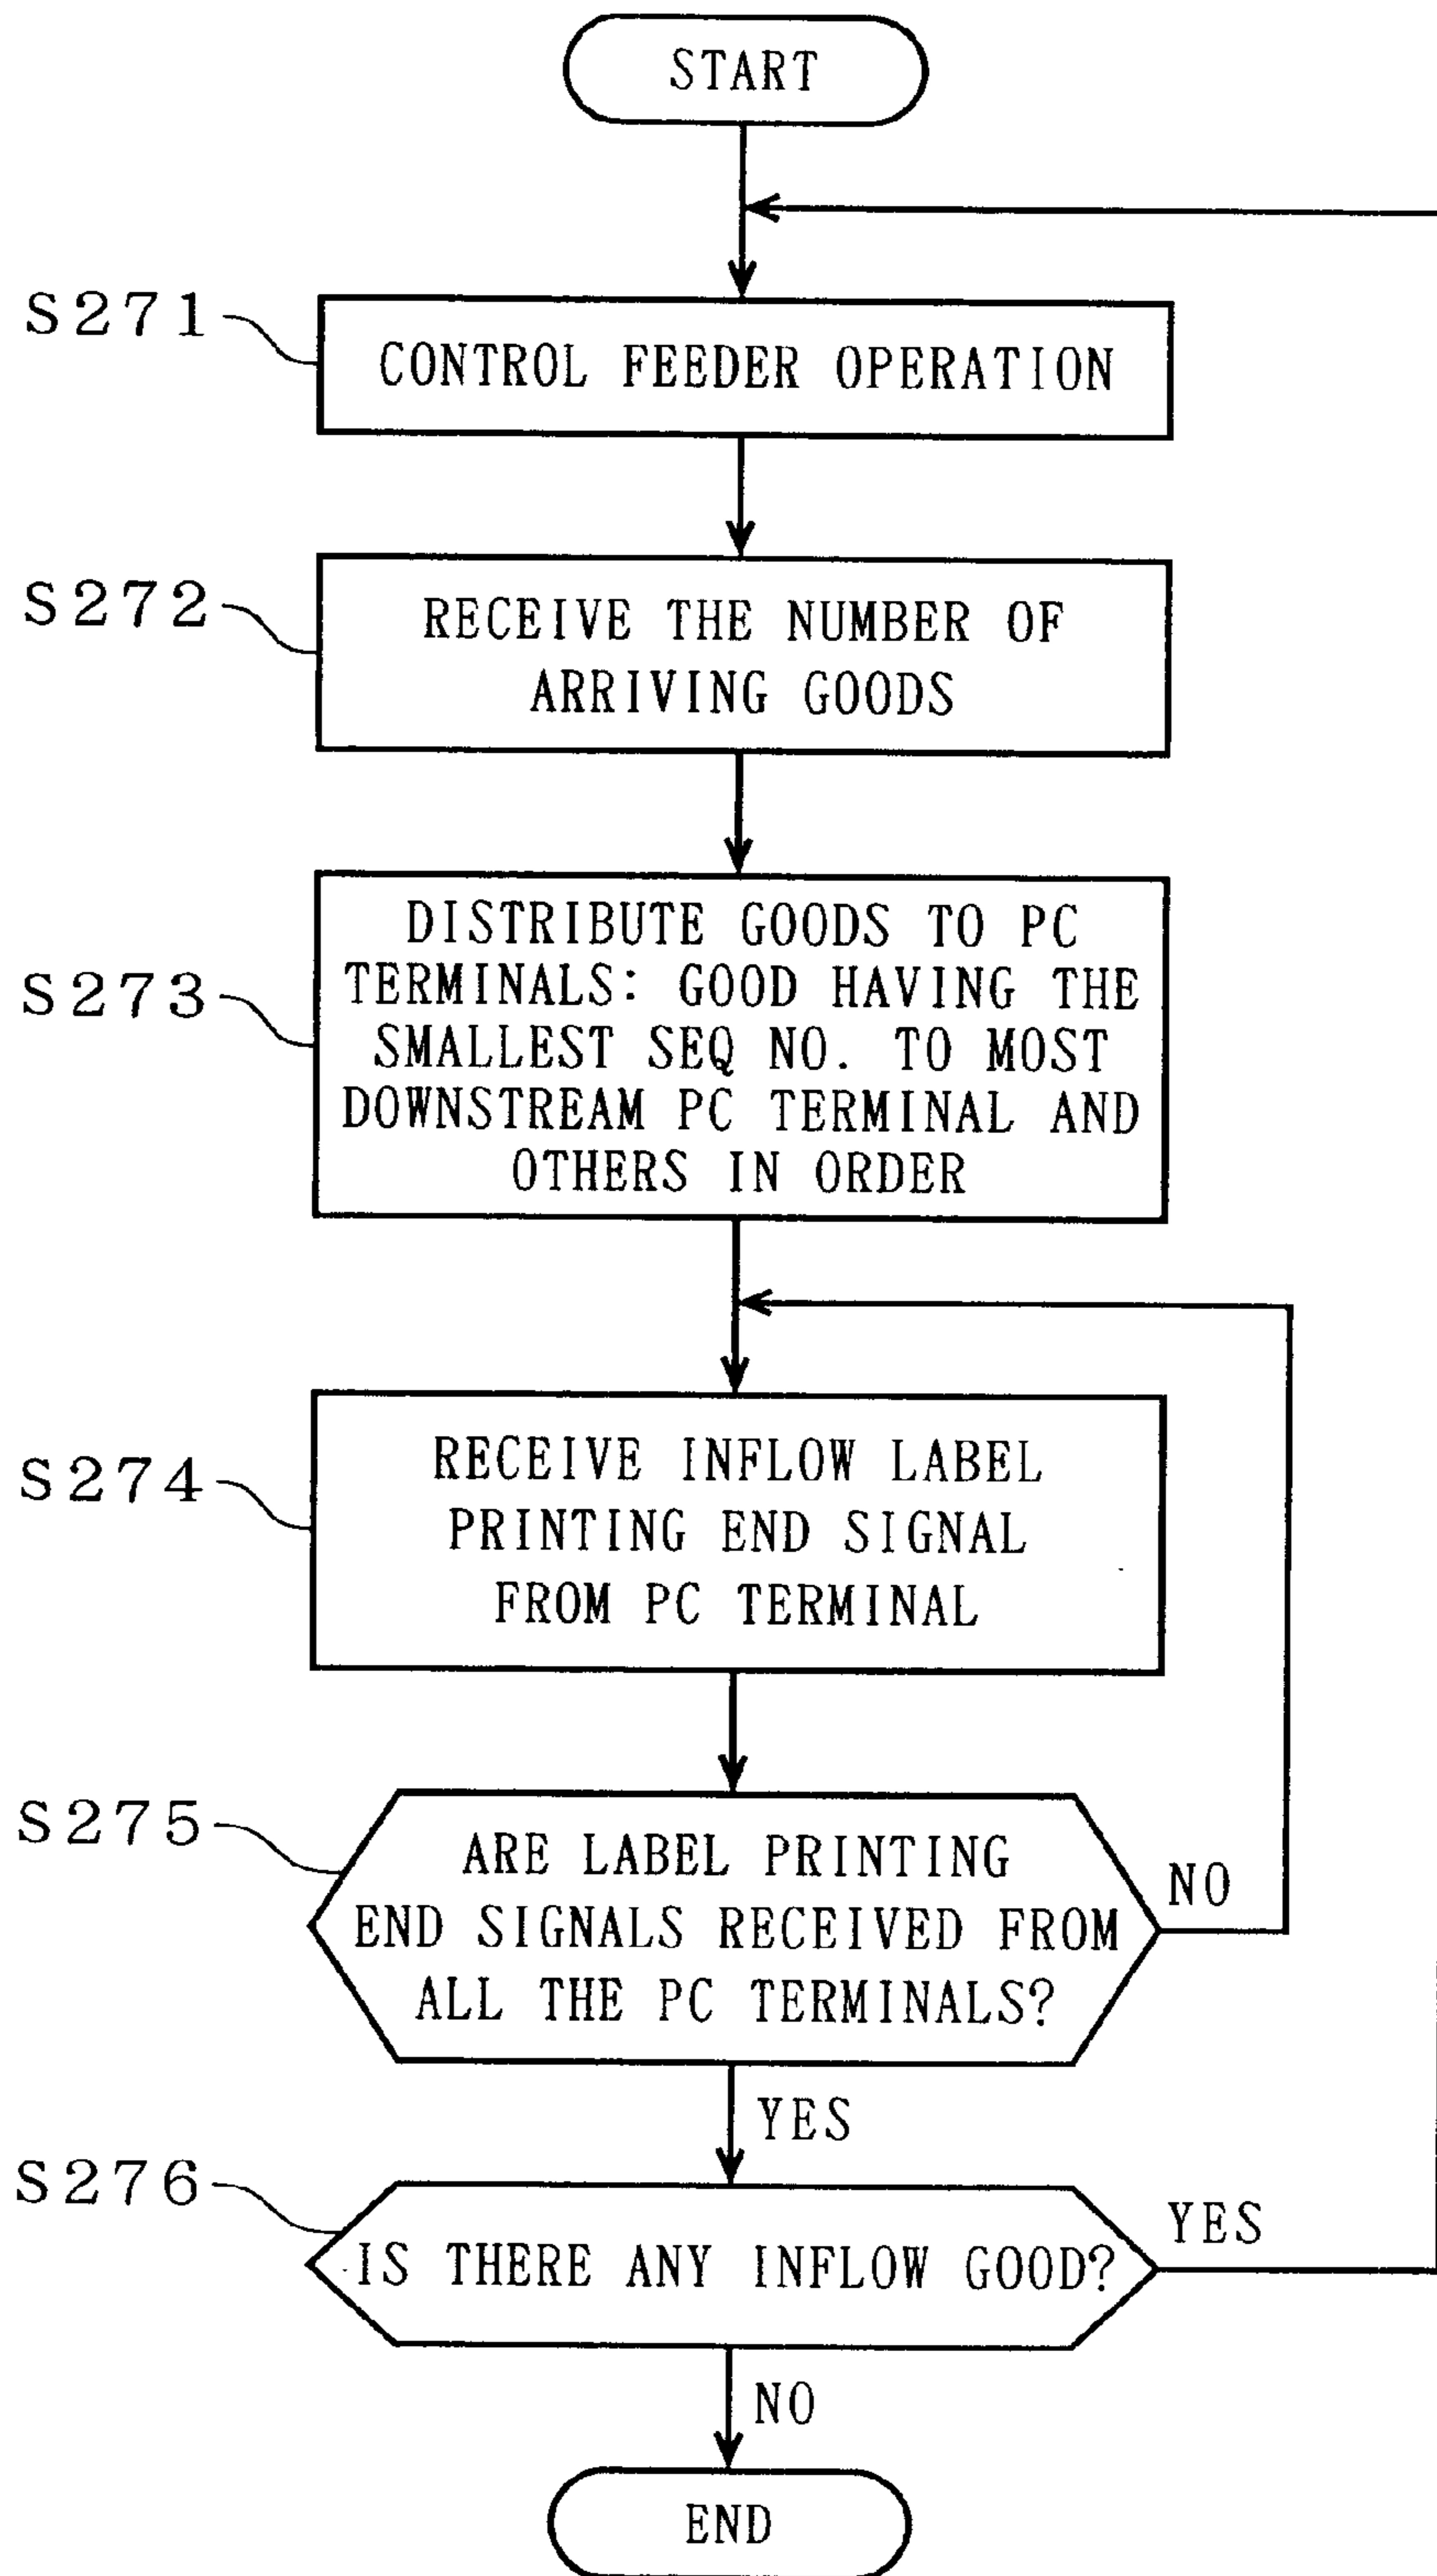 START
S271
CONTROL FEEDER OPERATION
S272
RECEIVE THE NUMBER OF
ARRIVING GOODS
S273
DISTRIBUTE GOODS TO PC
TERMINALS: GOOD HAVING THE
SMALLEST SEQ NO. TO MOST
DOWNSTREAM PC TERMINAL AND
OTHERS IN ORDER
S274
RECEIVE INFLOW LABEL
PRINTING END SIGNAL
FROM PC TERMINAL
S275
ARE LABEL PRINTING
END SIGNALS RECEIVED FROM
ALL THE PC TERMINALS?
NO
YES
S276
IS THERE ANY INFLOW GOOD?
YES
NO
END